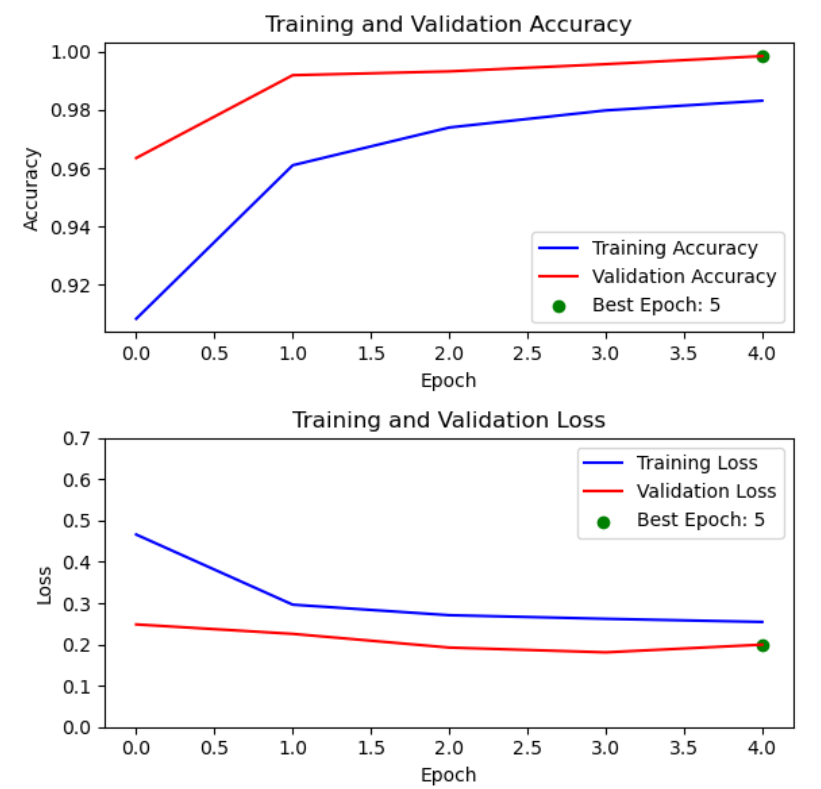 Training and Validation Accuracy
1.00
0.98
0.96
0.94
0.92
Accuracy
Training Accuracy
Validation Accuracy
Best Epoch: 5
0.0 0.5 1.0 1.5 2.0 2.5 3.0 3.5 4.0
Epoch
Training and Validation Loss
0.7
0.6
0.5
0.4
0.3
0.2
0.1
0.0
Loss
Training Loss
Validation Loss
Best Epoch: 5
0.0 0.5 1.0 1.5 2.0 2.5 3.0 3.5 4.0
Epoch